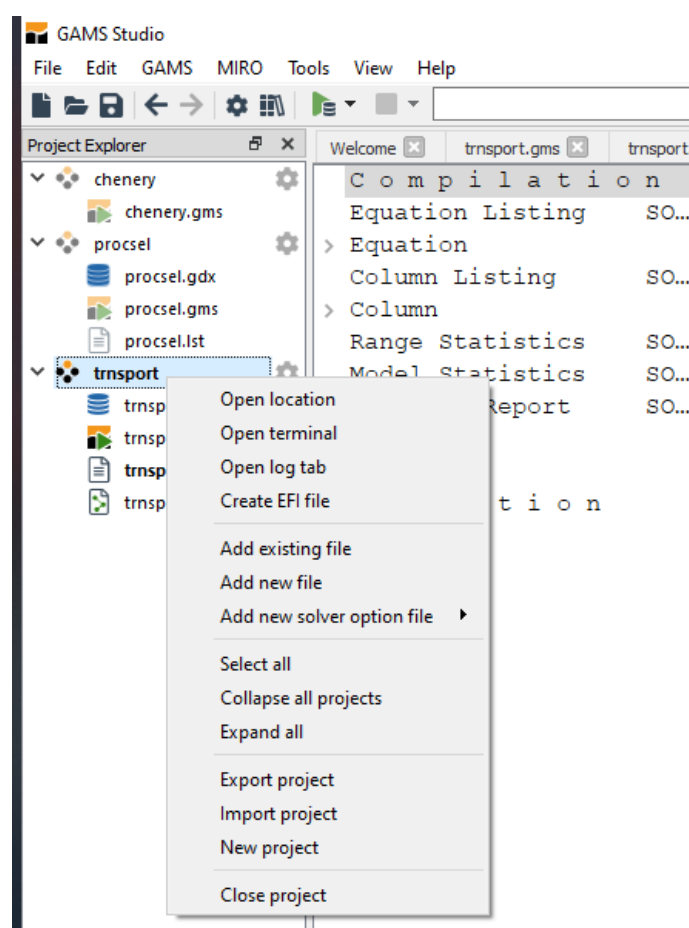 GAMS Studio
File Edit GAMS MIRO Tools View Help
Project Explorer
Welcome trnsport.gms trnsport
chenery
chenery.gms
procsel
procsel.gdx
procsel.gms
procsel.lst
trnsport
trnsp
trnsp
trnsp
trnsp
C o m p i l a t i o n
Equation Listing SO...
Equation
Column Listing SO...
Column
Range Statistics SO...
Model Statistics SO...
Report SO...
t i o n
Open location
Open terminal
Open log tab
Create EFI file
Add existing file
Add new file
Add new solver option file
Select all
Collapse all projects
Expand all
Export project
Import project
New project
Close project